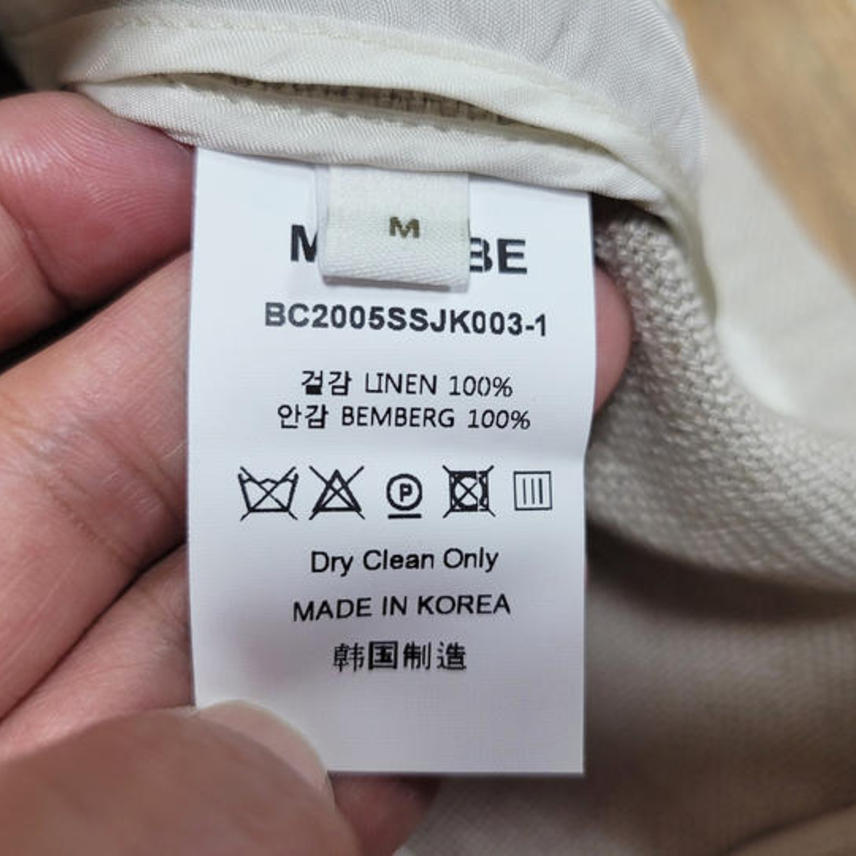 M
BC2005SSJK003-1
겉감 LINEN 100%
안감 BEMBERG 100%
P
Dry Clean Only
MADE IN KOREA
韩国制造